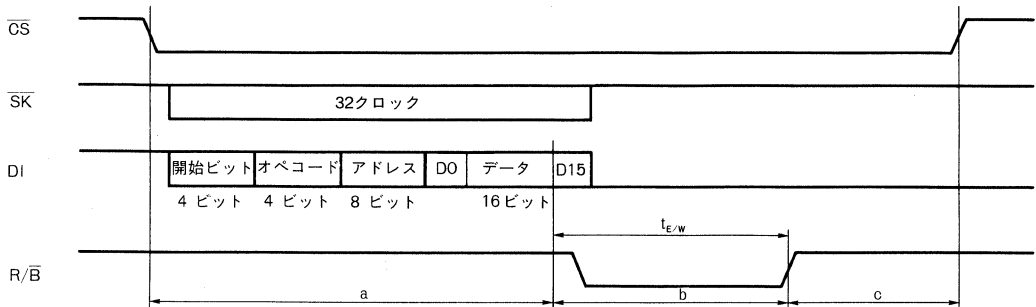 CS
SK
32クロック
DI
開始ビット オペコード アドレス D0 データ D15
4 ビット 4 ビット 8 ビット 16ビット
tE/W
R/B
a b c